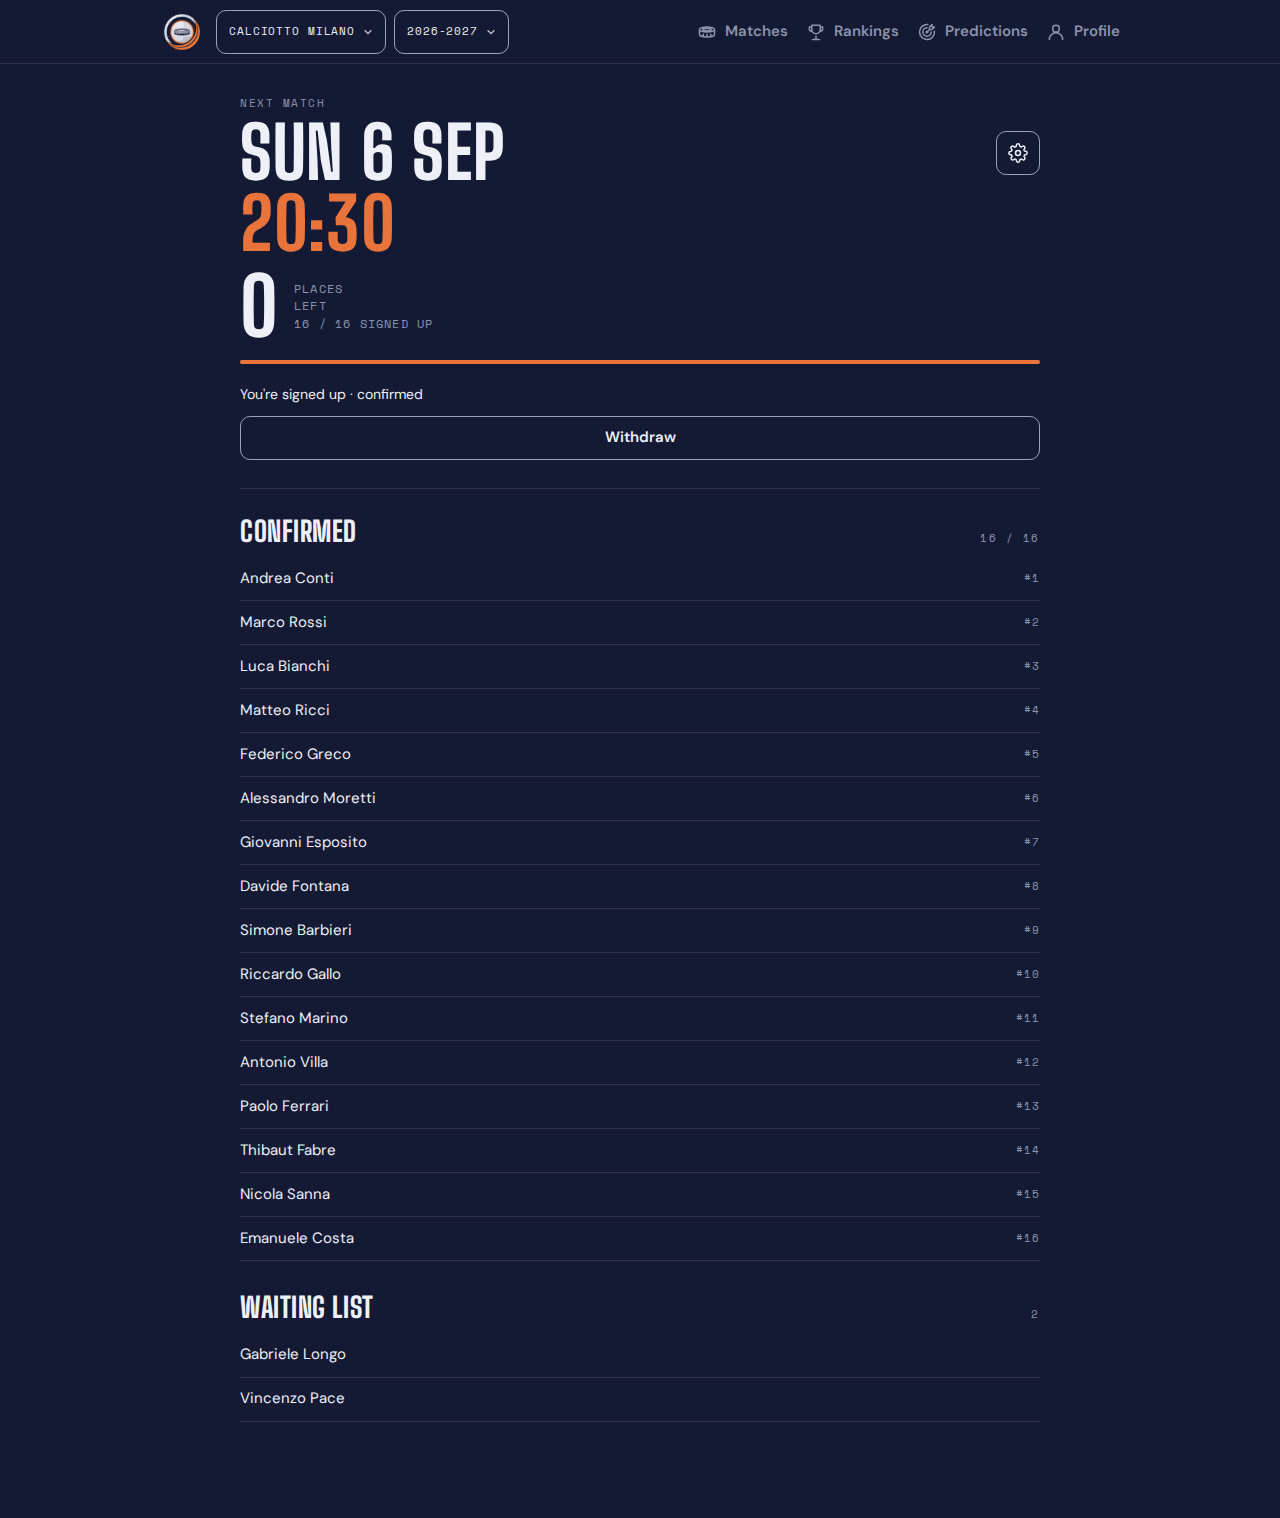 CALCIOTTO MILANO
2026-2027
Matches
Rankings
Predictions
Profile
NEXT MATCH
SUN 6 SEP
20:30
0
PLACES
LEFT
16 / 16 SIGNED UP
You're signed up · confirmed
Withdraw
CONFIRMED
16 / 16
Andrea Conti #1
Marco Rossi #2
Luca Bianchi #3
Matteo Ricci #4
Federico Greco #5
Alessandro Moretti #6
Giovanni Esposito #7
Davide Fontana #8
Simone Barbieri #9
Riccardo Gallo #10
Stefano Marino #11
Antonio Villa #12
Paolo Ferrari #13
Thibaut Fabre #14
Nicola Sanna #15
Emanuele Costa #16
WAITING LIST
2
Gabriele Longo
Vincenzo Pace